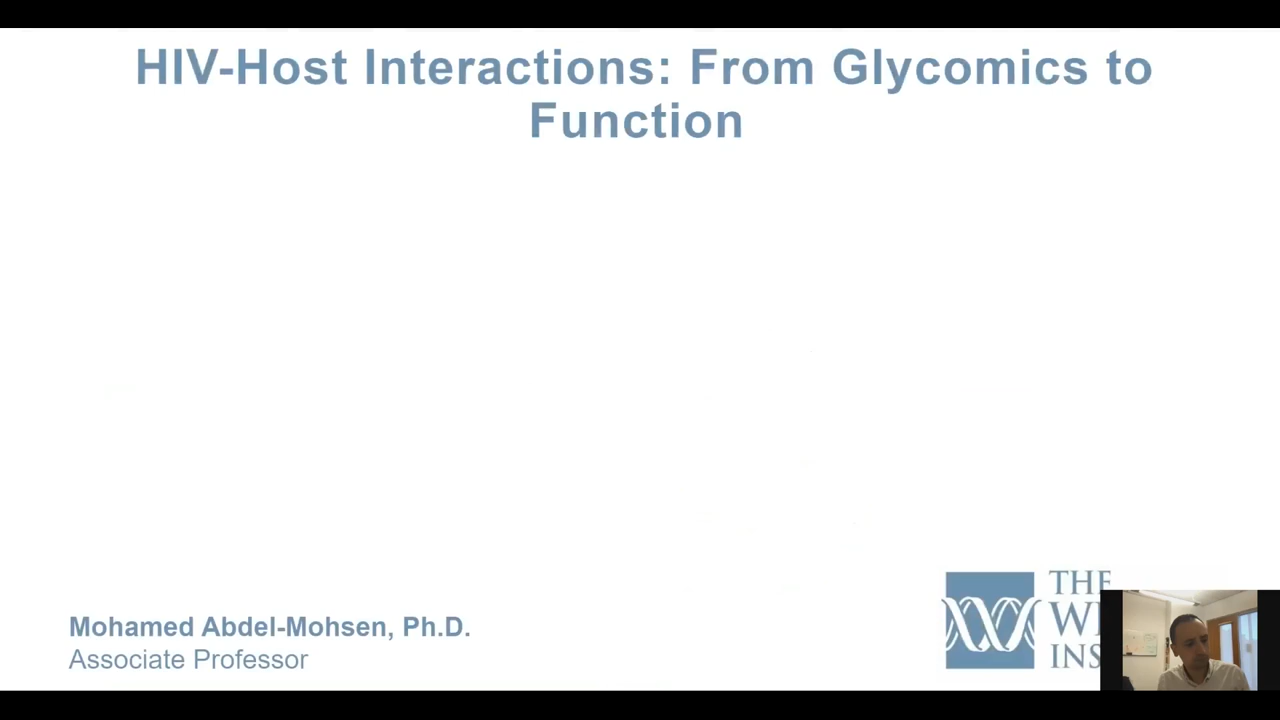 HIV-Host Interactions: From Glycomics to
Function
Mohamed Abdel-Mohsen, Ph.D.
Associate Professor
THE